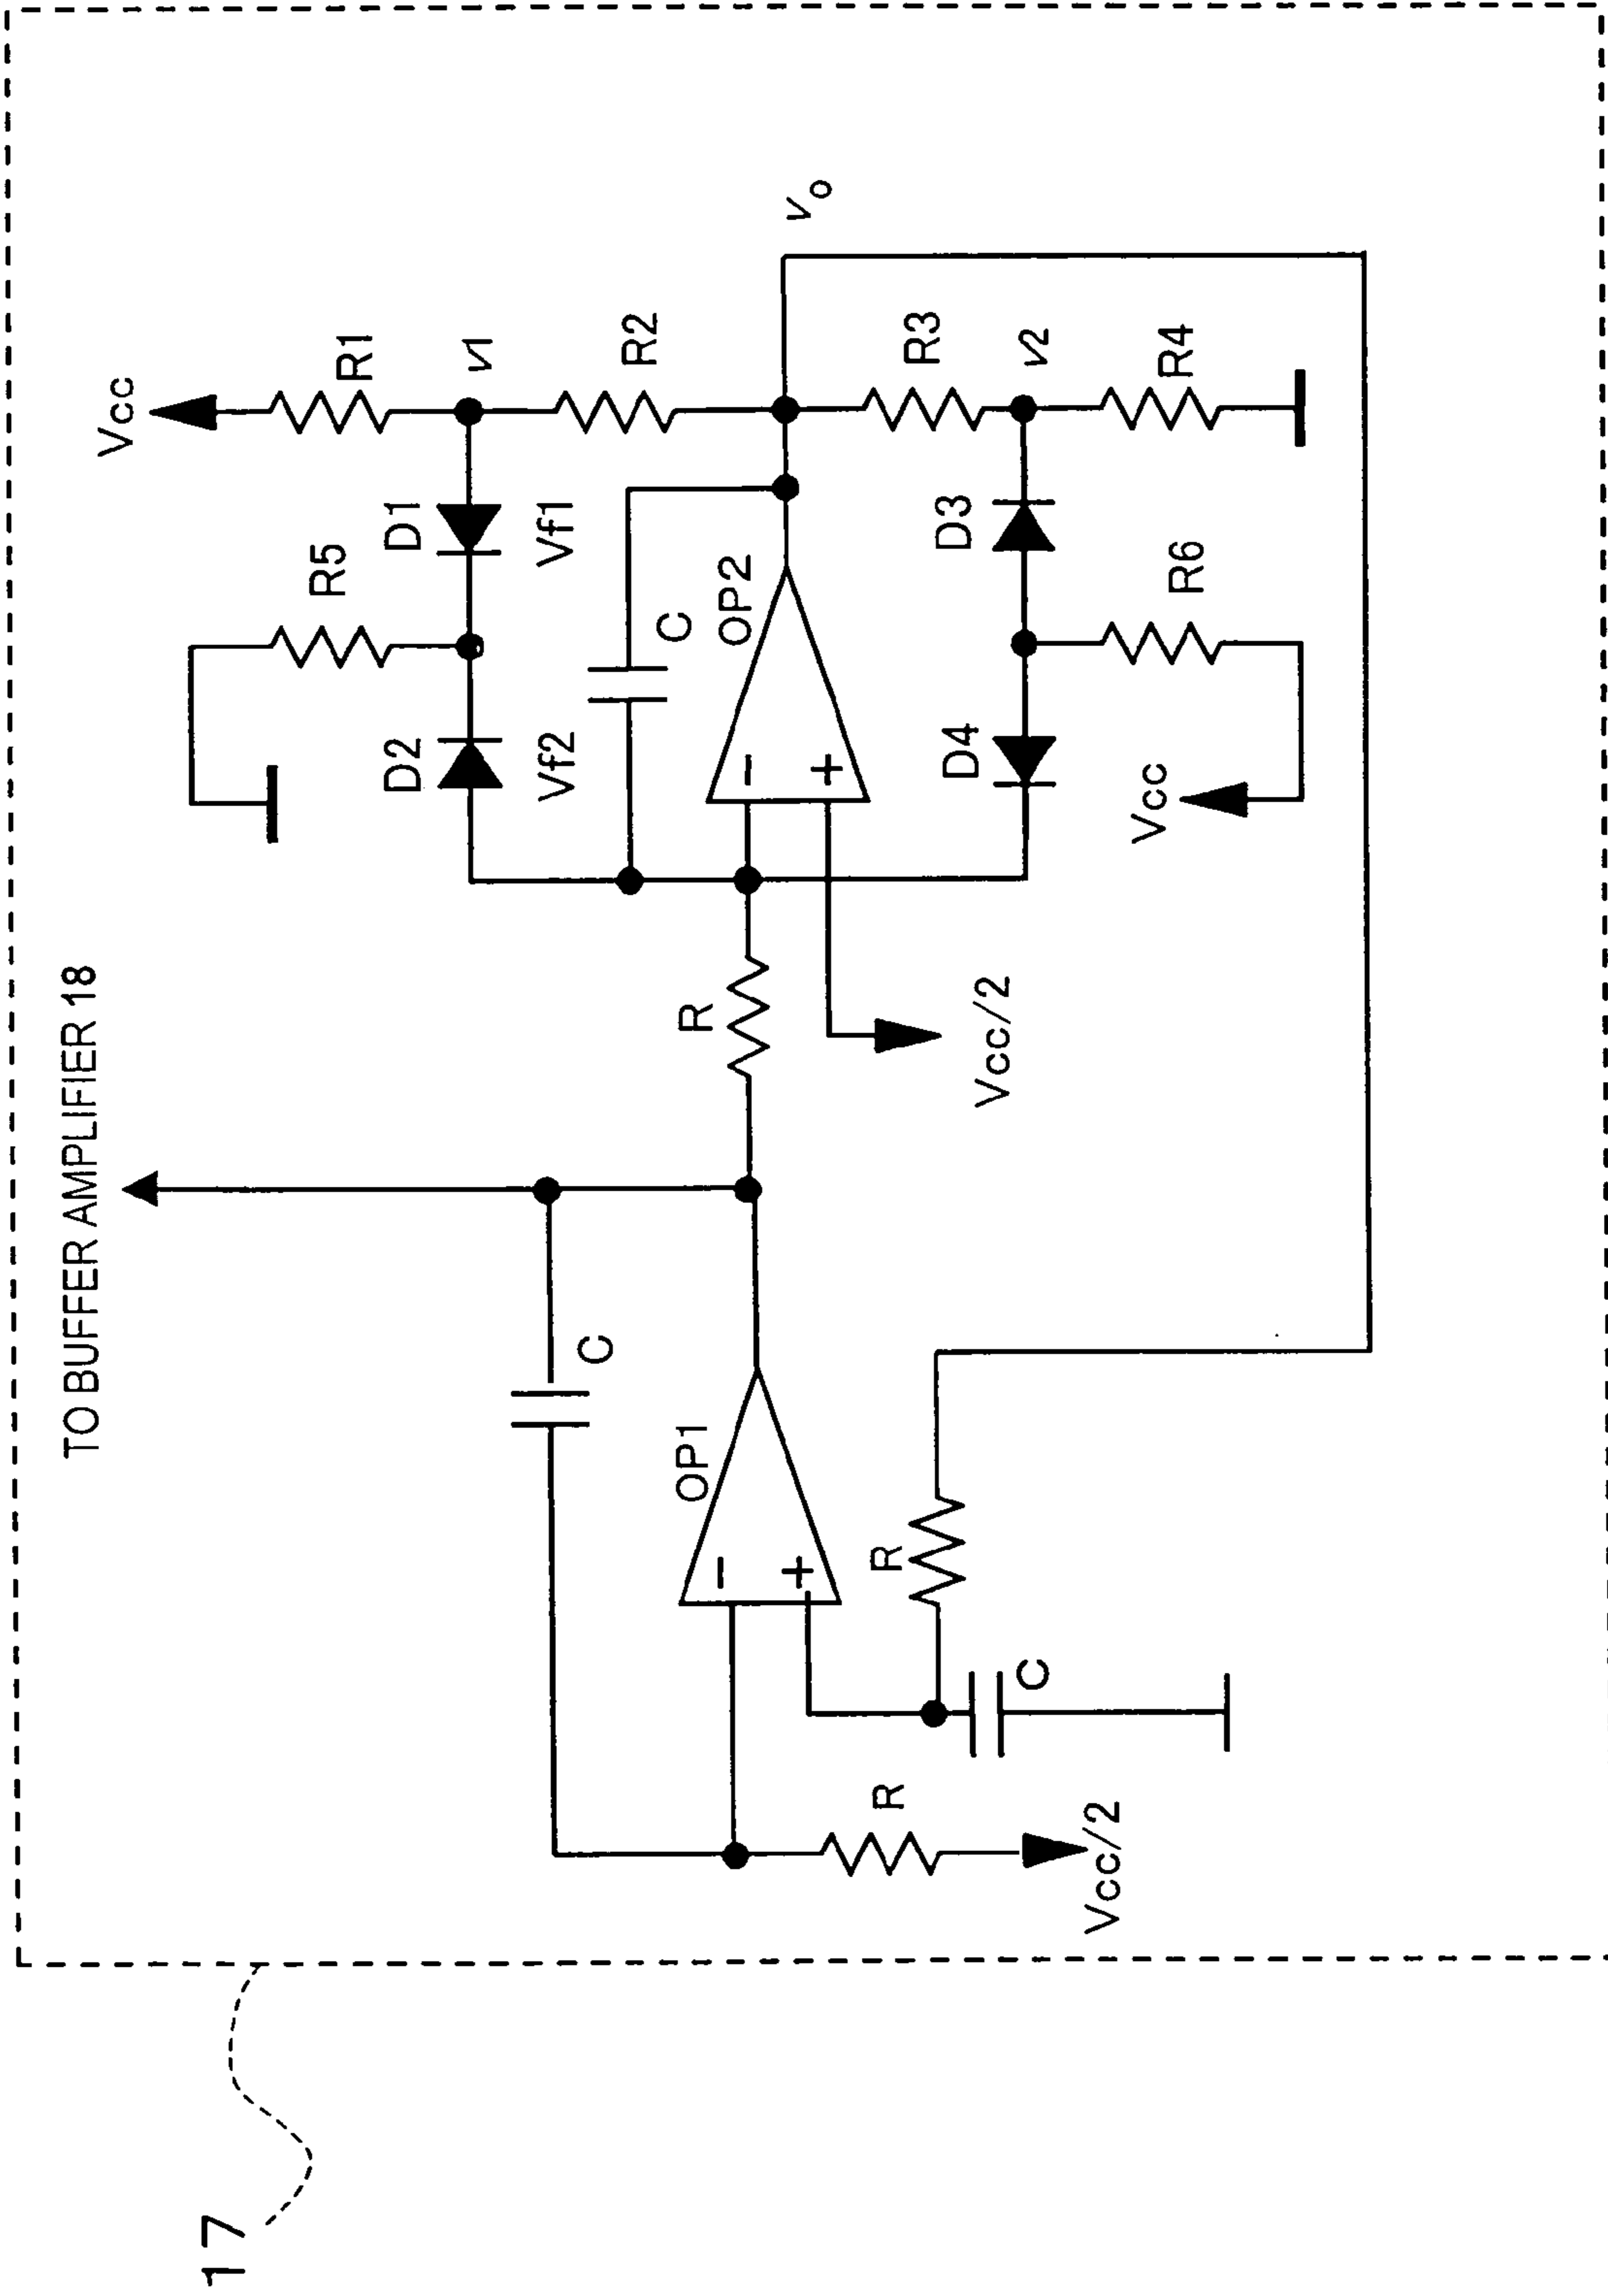 TO BUFFER AMPLIFIER 18
Vcc
R1
v1
R5
D1
Vf1
D2
Vf2
R2
C
OP2
−
+
vo
R3
v2
D3
D4
R4
R6
Vcc
R
Vcc/2
C
OP1
−
+
R
C
R
Vcc/2
17